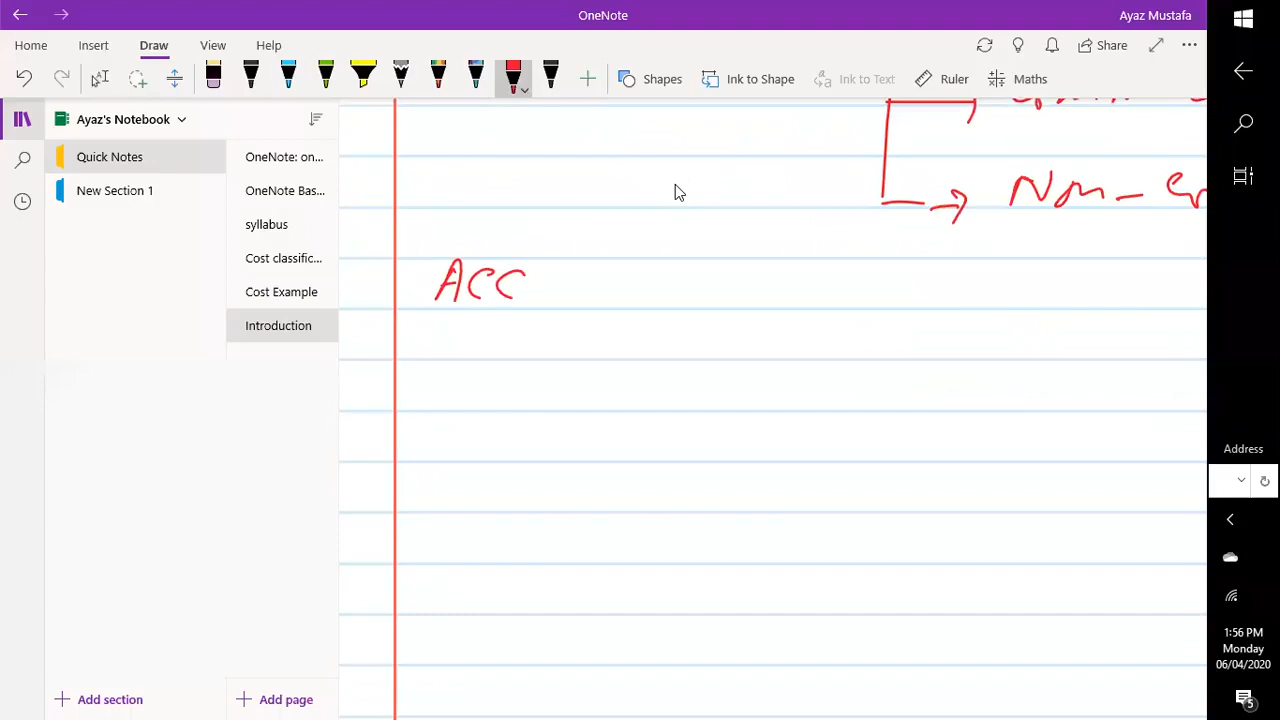 OneNote
Ayaz Mustafa
Home Insert Draw View Help
Share
Shapes Ink to Shape Ink to Text Ruler Maths
Ayaz's Notebook
Quick Notes
New Section 1
OneNote: on...
OneNote Bas...
syllabus
Cost classific...
Cost Example
Introduction
Non-
ACC
Add section
Add page
Address
1:56 PM
Monday
06/04/2020
5